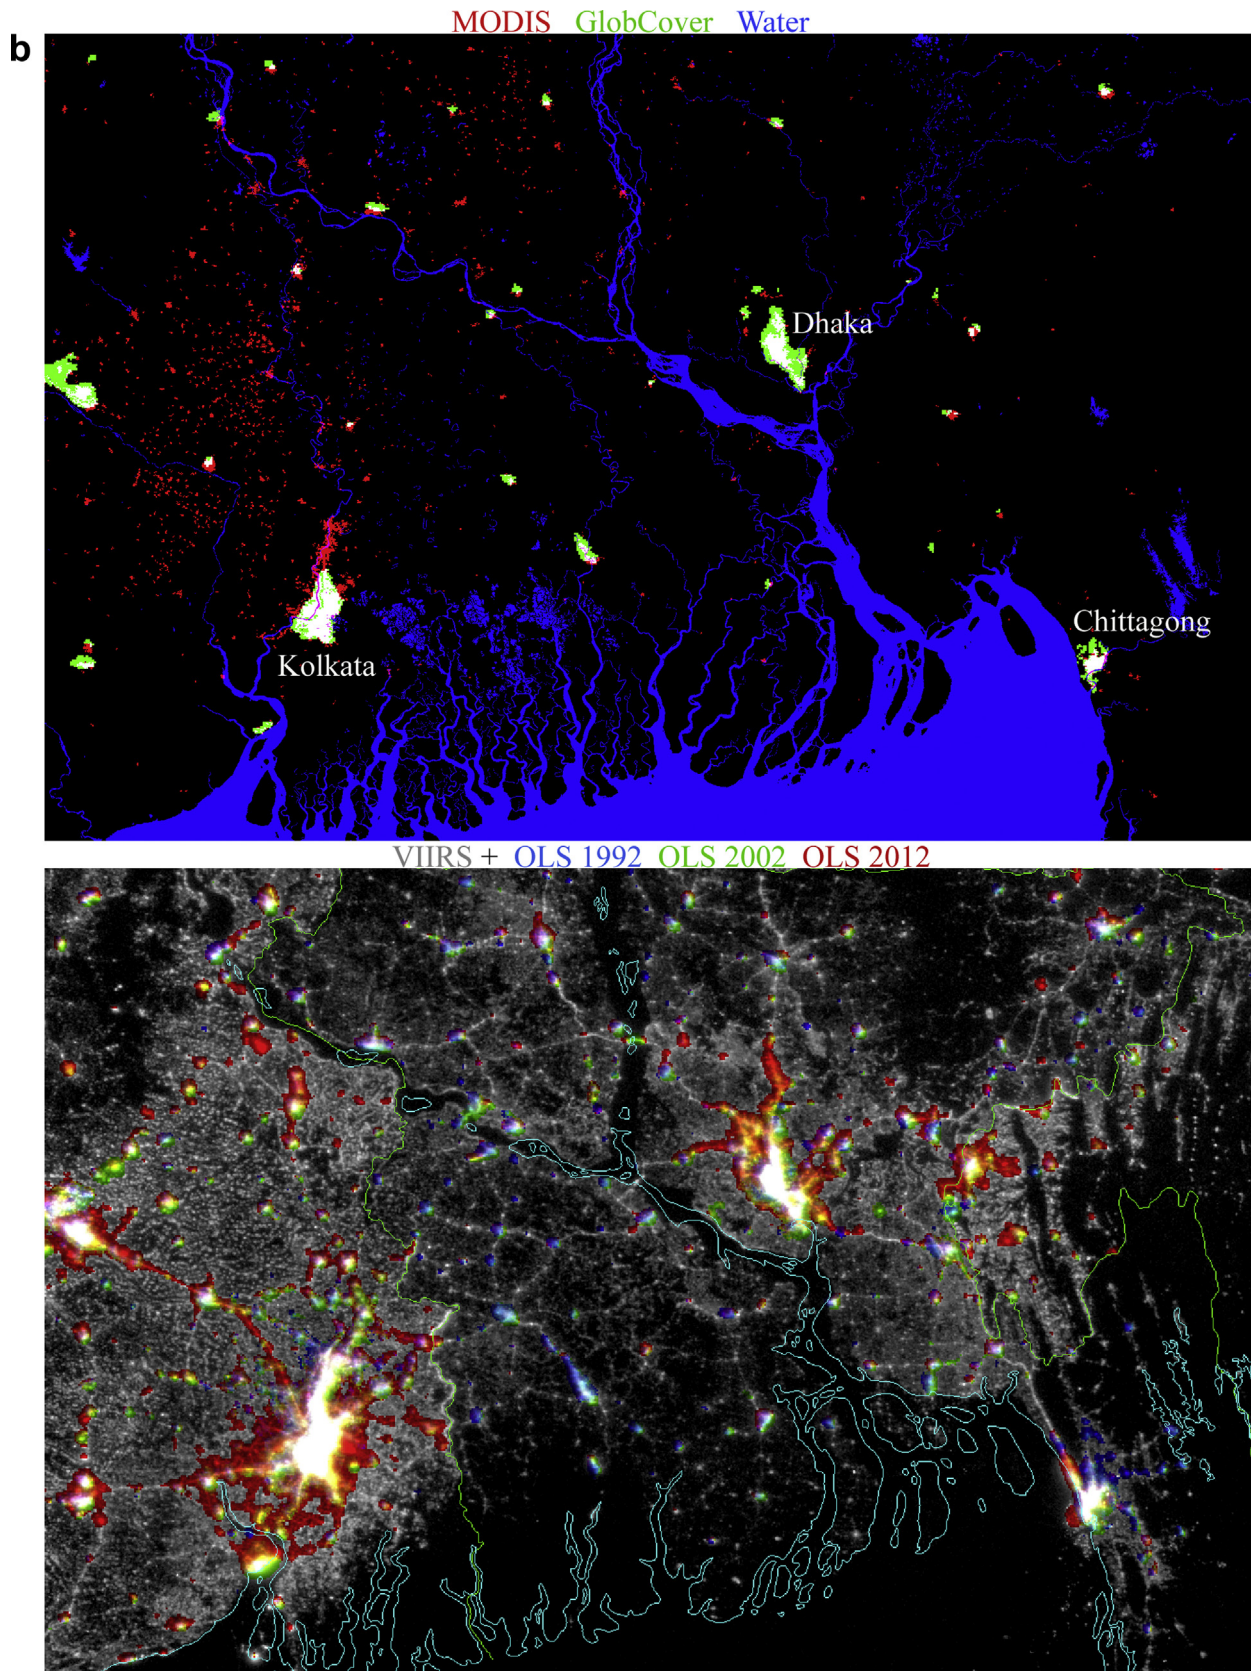 MODIS GlobCover Water
b
Dhaka
Chittagong
Kolkata
VIIRS + OLS 1992 OLS 2002 OLS 2012